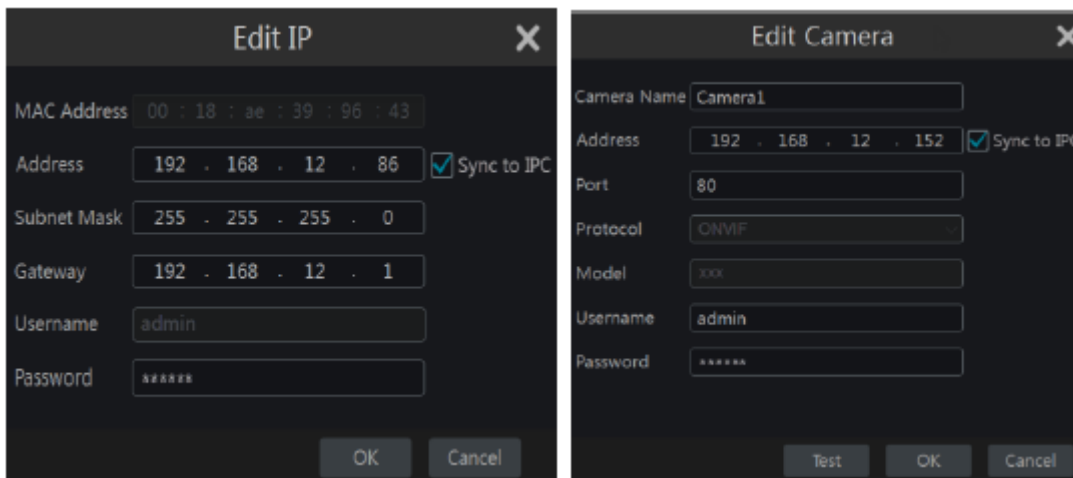 Edit IP
MAC Address 00 : 18 : ae : 39 : 96 : 43
Address 192 . 168 . 12 . 86 Sync to IPC
Subnet Mask 255 . 255 . 255 . 0
Gateway 192 . 168 . 12 . 1
Username admin
Password ******
OK Cancel
Edit Camera
Camera Name Camera1
Address 192 . 168 . 12 . 152 Sync to IPC
Port 80
Protocol ONVIF
Model xxx
Username admin
Password ******
Test OK Cancel